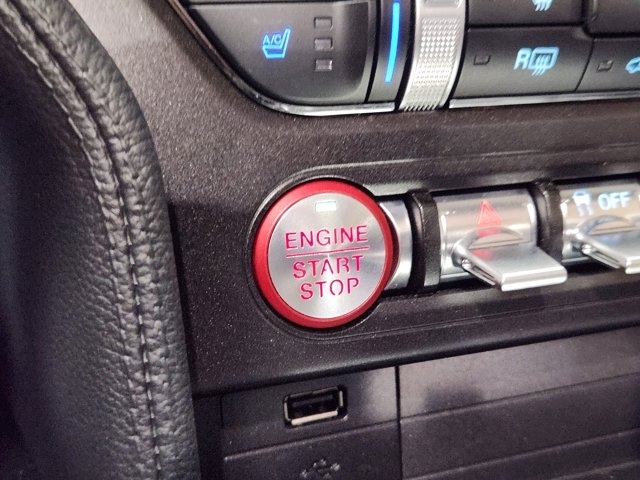 A/C
R
ENGINE
START
STOP
OFF